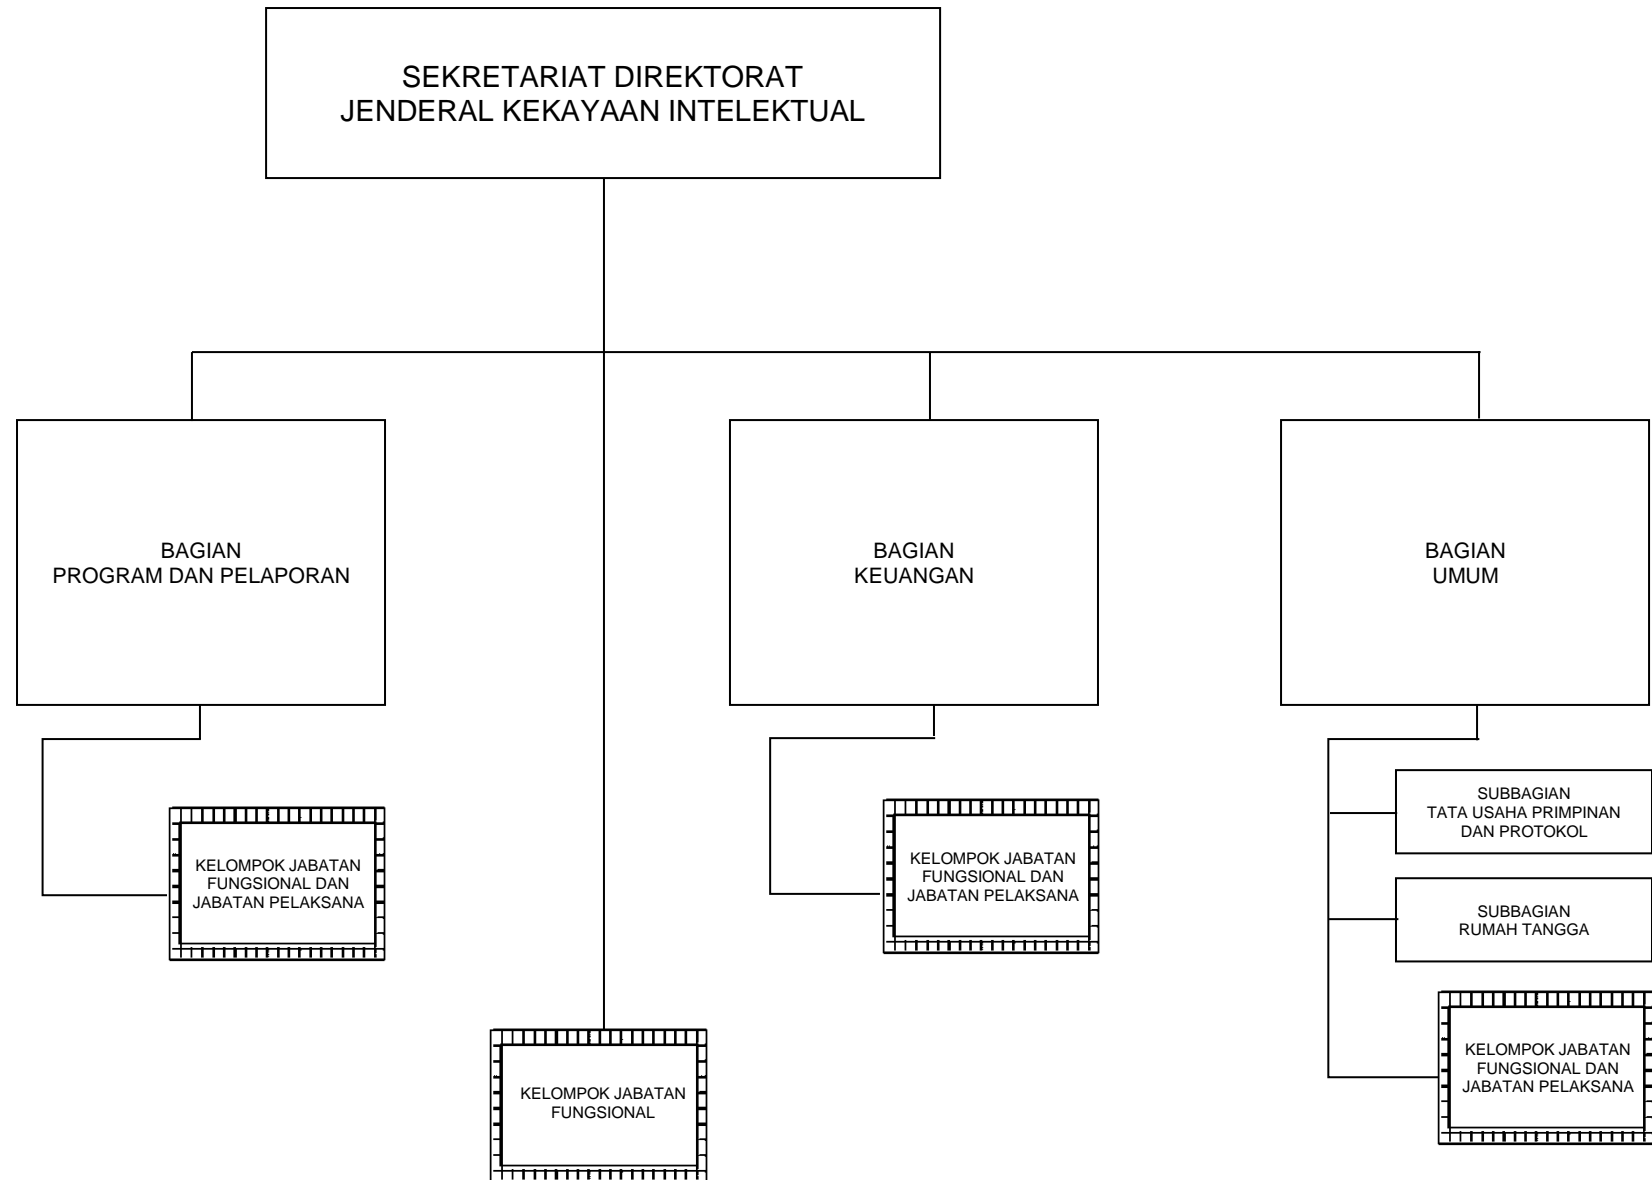 SEKRETARIAT DIREKTORAT
JENDERAL KEKAYAAN INTELEKTUAL
BAGIAN
PROGRAM DAN PELAPORAN
BAGIAN
KEUANGAN
BAGIAN
UMUM
KELOMPOK JABATAN
FUNGSIONAL DAN
JABATAN PELAKSANA
KELOMPOK JABATAN
FUNGSIONAL DAN
JABATAN PELAKSANA
SUBBAGIAN
TATA USAHA PRIMPINAN
DAN PROTOKOL
SUBBAGIAN
RUMAH TANGGA
KELOMPOK JABATAN
FUNGSIONAL DAN
JABATAN PELAKSANA
KELOMPOK JABATAN
FUNGSIONAL